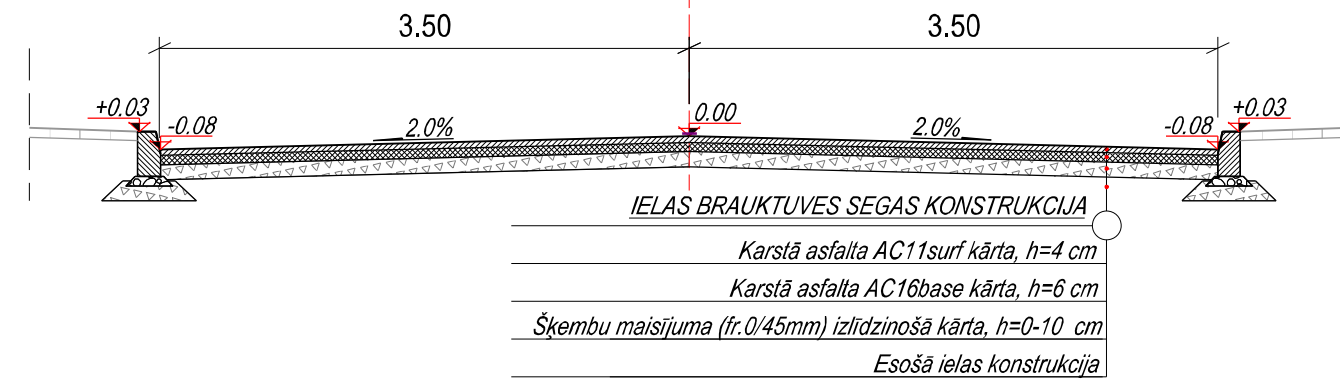 3.50 3.50
+0.03 -0.08 2.0% 0.00 2.0% -0.08 +0.03
IELAS BRAUKTUVES SEGAS KONSTRUKCIJA
Karstā asfalta AC11surf kārta, h=4 cm
Karstā asfalta AC16base kārta, h=6 cm
Šķembu maisījuma (fr.0/45mm) izlīdzinošā kārta, h=0-10 cm
Esošā ielas konstrukcija